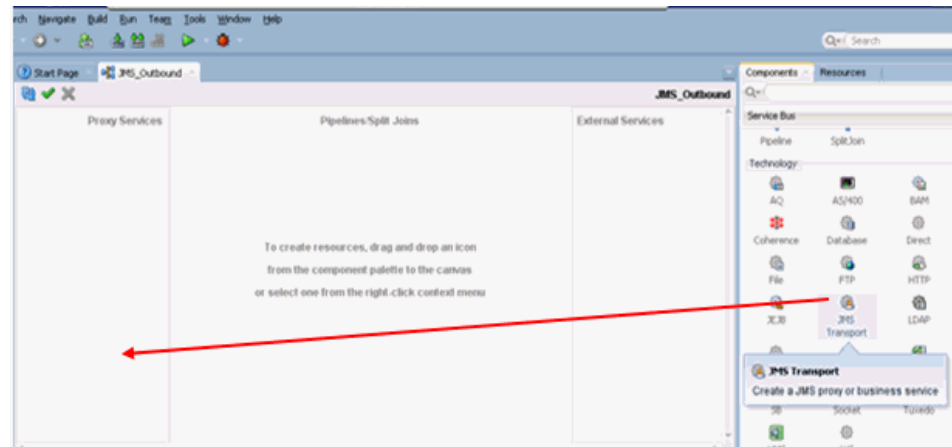 rch Navigate Build Run Team Tools Window Help
Search
Start Page
JMS_Outbound
JMS_Outbound
Proxy Services
Pipelines/Split Joins
External Services
To create resources, drag and drop an icon
from the component palette to the canvas
or select one from the right-click context menu
Components
Resources
Service Bus
Pipeline
SplitJoin
Technology
AQ
AS/400
BAM
Coherence
Database
Direct
File
FTP
HTTP
JEJB
JMS
Transport
LDAP
JMS Transport
Create a JMS proxy or business service
SB
Socket
Tuxedo